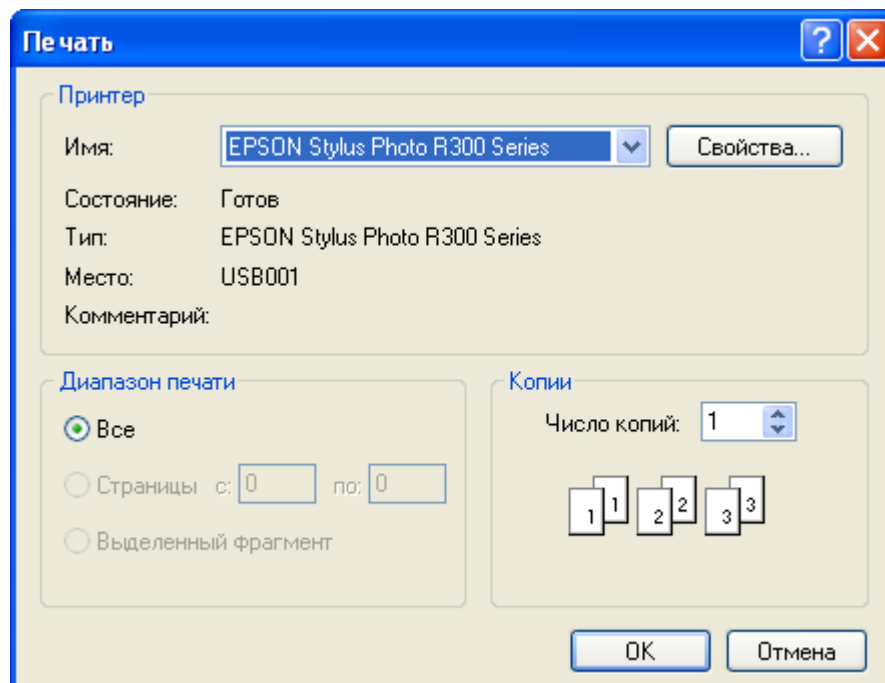 Печать
Принтер
Имя: EPSON Stylus Photo R300 Series Свойства...
Состояние: Готов
Тип: EPSON Stylus Photo R300 Series
Место: USB001
Комментарий:
Диапазон печати
Все
Страницы с: 0 по: 0
Выделенный фрагмент
Копии
Число копий: 1
1 1 2 2 3 3
OK Отмена